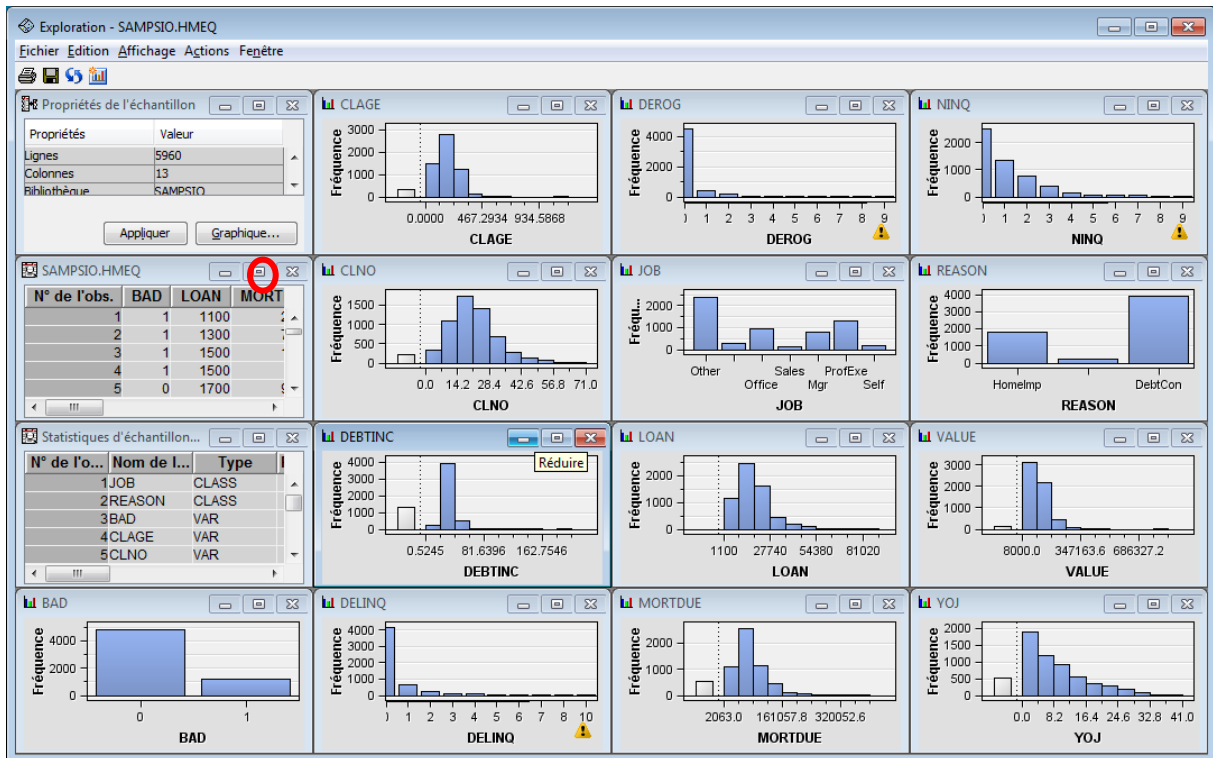 Exploration - SAMPSIO.HMEQ
Fichier Edition Affichage Actions Fenêtre
Propriétés de l'échantillon
Propriétés Valeur
Lignes 5960
Colonnes 13
Bibliothèque SAMPSIO
Appliquer Graphique...
CLAGE
Fréquence
3000
2000
1000
0
0.0000 467.2934 934.5868
CLAGE
DEROG
Fréquence
4000
2000
0
1 2 3 4 5 6 7 8 9
DEROG
NINQ
Fréquence
2000
1000
0
1 2 3 4 5 6 7 8 9
NINQ
SAMPSIO.HMEQ
N° de l'obs. BAD LOAN MORT
1 1 1100
2 1 1300
3 1 1500
4 1 1500
5 0 1700
CLNO
Fréquence
1500
1000
500
0
0.0 14.2 28.4 42.6 56.8 71.0
CLNO
JOB
Fréqu...
2000
1000
0
Other Sales ProfExe
Office Mgr Self
JOB
REASON
Fréquence
4000
3000
2000
1000
0
HomeImp DebtCon
REASON
Statistiques d'échantillon...
N° de l'o... Nom de l... Type
1 JOB CLASS
2 REASON CLASS
3 BAD VAR
4 CLAGE VAR
5 CLNO VAR
DEBTINC
Réduire
Fréquence
4000
3000
2000
1000
0
0.5245 81.6396 162.7546
DEBTINC
LOAN
Fréquence
2000
1000
0
1100 27740 54380 81020
LOAN
VALUE
Fréquence
3000
2000
1000
0
8000.0 347163.6 686327.2
VALUE
BAD
Fréquence
4000
2000
0
0 1
BAD
DELINQ
Fréquence
4000
3000
2000
1000
0
1 2 3 4 5 6 7 8 10
DELINQ
MORTDUE
Fréquence
2000
1000
0
2063.0 161057.8 320052.6
MORTDUE
YOJ
Fréquence
2000
1500
1000
500
0
0.0 8.2 16.4 24.6 32.8 41.0
YOJ